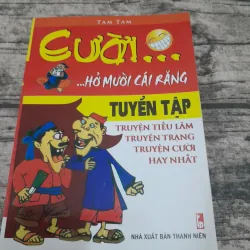 TAM TAM
CƯỜI...
...HỞ MƯỜI CÁI RĂNG
TUYỂN TẬP
TRUYỆN TIẾU LÂM
TRUYỆN TRẠNG
TRUYỆN CƯỜI
HAY NHẤT
NHÀ XUẤT BẢN THANH NIÊN